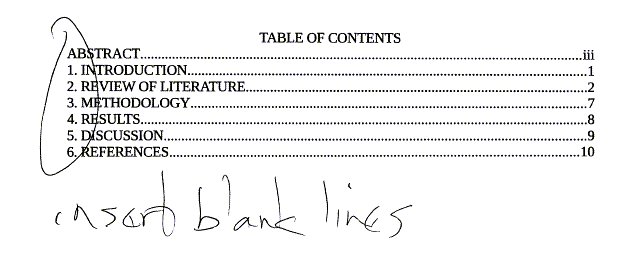 TABLE OF CONTENTS
ABSTRACT........................................................................................................................iii
1. INTRODUCTION..............................................................................................................1
2. REVIEW OF LITERATURE...............................................................................................2
3. METHODOLOGY.............................................................................................................7
4. RESULTS........................................................................................................................8
5. DISCUSSION..................................................................................................................9
6. REFERENCES...............................................................................................................10
insert blank lines